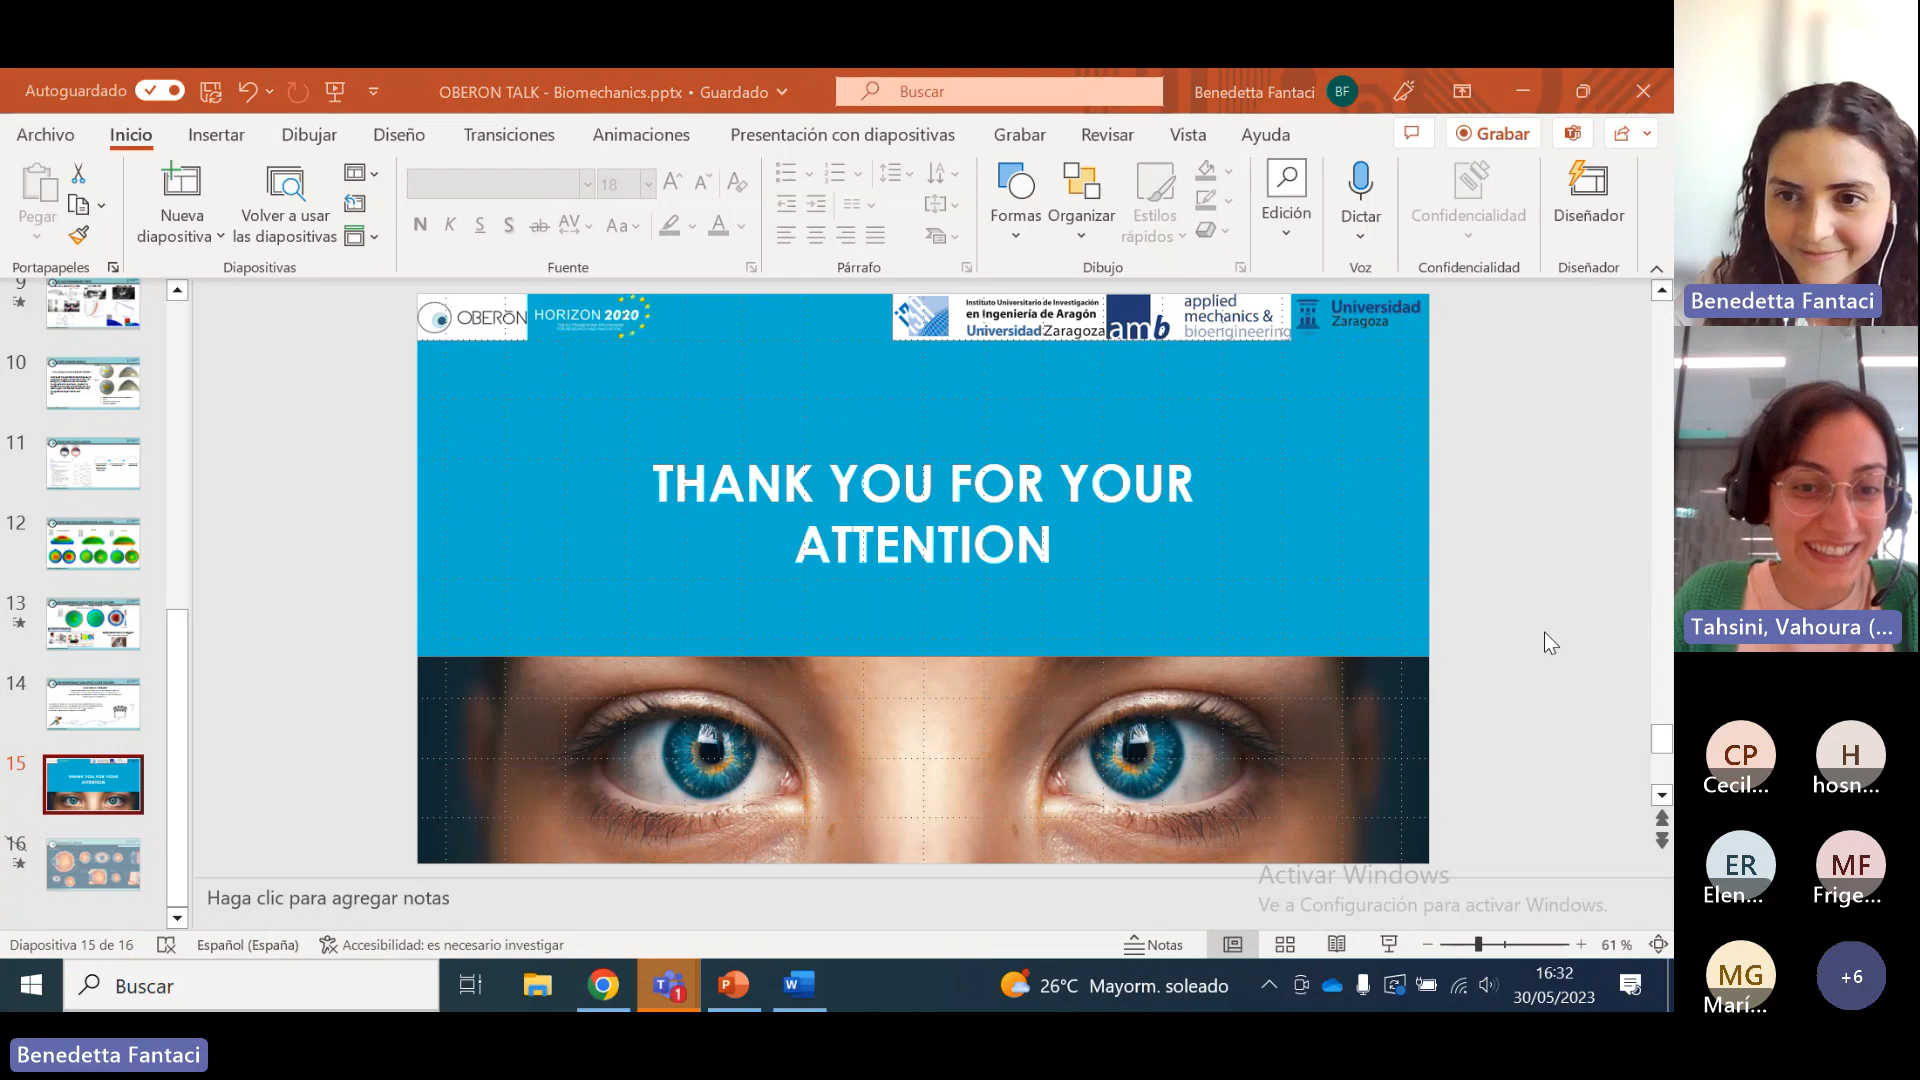 Autoguardado
OBERON TALK - Biomechanics.pptx • Guardado
Buscar
Benedetta Fantaci
BF
Archivo
Inicio
Insertar
Dibujar
Diseño
Transiciones
Animaciones
Presentación con diapositivas
Grabar
Revisar
Vista
Ayuda
Grabar
Pegar
Nueva
diapositiva
Volver a usar
las diapositivas
18
N K S S ab AV Aa A
Formas
Organizar
Estilos
rápidos
Edición
Dictar
Confidencialidad
Diseñador
Portapapeles
Diapositivas
Fuente
Párrafo
Dibujo
Voz
Confidencialidad
Diseñador
9
10
11
12
13
14
15
16
OBERON
HORIZON 2020
Instituto Universitario de Investigación
en Ingeniería de Aragón
Universidad Zaragoza
amb
applied
mechanics &
bioengineering
Universidad
Zaragoza
THANK YOU FOR YOUR
ATTENTION
Activar Windows
Ve a Configuración para activar Windows.
Haga clic para agregar notas
Diapositiva 15 de 16
Español (España)
Accesibilidad: es necesario investigar
Notas
61 %
Buscar
1
26°C Mayorm. soleado
16:32
30/05/2023
Benedetta Fantaci
Benedetta Fantaci
Tahsini, Vahoura (...
CP
Cecil...
H
hosn...
ER
Elen...
MF
Frige...
MG
Marí...
+6